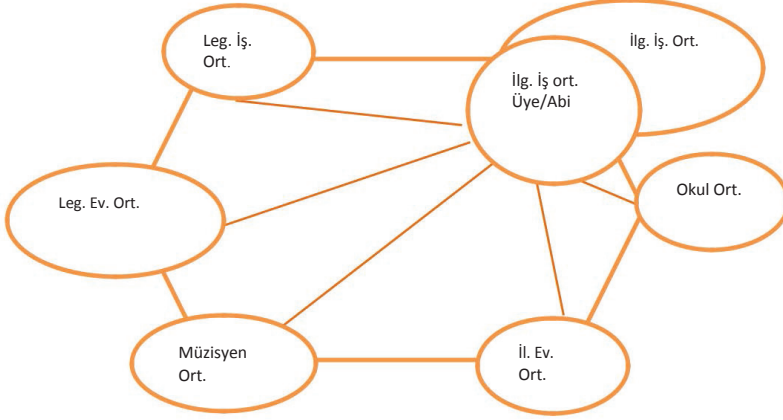 Leg. İş.
Ort.
İlg. İş. Ort.
İlg. İş ort.
Üye/Abi
Leg. Ev. Ort.
Okul Ort.
Müzisyen
Ort.
İl. Ev.
Ort.